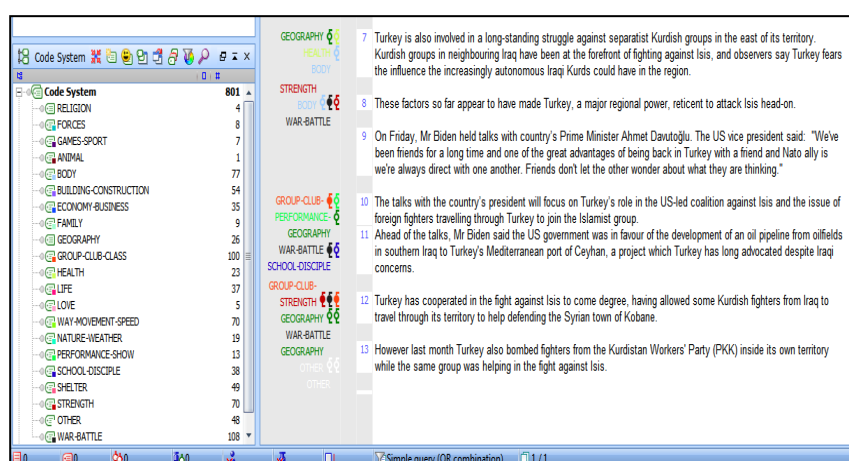 Code System
Code System 801
RELIGION 4
FORCES 8
GAMES-SPORT 7
ANIMAL 1
BODY 77
BUILDING-CONSTRUCTION 54
ECONOMY-BUSINESS 35
FAMILY 9
GEOGRAPHY 26
GROUP-CLUB-CLASS 100
HEALTH 23
LIFE 37
LOVE 5
WAY-MOVEMENT-SPEED 70
NATURE-WEATHER 19
PERFORMANCE-SHOW 13
SCHOOL-DISCIPLE 38
SHELTER 49
STRENGTH 70
OTHER 48
WAR-BATTLE 108
GEOGRAPHY
HEALTH
BODY
STRENGTH
BODY
WAR-BATTLE
GROUP-CLUB-
PERFORMANCE-
GEOGRAPHY
WAR-BATTLE
SCHOOL-DISCIPLE
GROUP-CLUB-
STRENGTH
GEOGRAPHY
WAR-BATTLE
GEOGRAPHY
OTHER
OTHER
7 Turkey is also involved in a long-standing struggle against separatist Kurdish groups in the east of its territory.
Kurdish groups in neighbouring Iraq have been at the forefront of fighting against Isis, and observers say Turkey fears
the influence the increasingly autonomous Iraqi Kurds could have in the region.
8 These factors so far appear to have made Turkey, a major regional power, reticent to attack Isis head-on.
9 On Friday, Mr Biden held talks with country's Prime Minister Ahmet Davutoğlu. The US vice president said: "We've
been friends for a long time and one of the great advantages of being back in Turkey with a friend and Nato ally is
we're always direct with one another. Friends don't let the other wonder about what they are thinking."
10 The talks with the country's president will focus on Turkey's role in the US-led coalition against Isis and the issue of
foreign fighters travelling through Turkey to join the Islamist group.
11 Ahead of the talks, Mr Biden said the US government was in favour of the development of an oil pipeline from oilfields
in southern Iraq to Turkey's Mediterranean port of Ceyhan, a project which Turkey has long advocated despite Iraqi
concerns.
12 Turkey has cooperated in the fight against Isis to come degree, having allowed some Kurdish fighters from Iraq to
travel through its territory to help defending the Syrian town of Kobane.
13 However last month Turkey also bombed fighters from the Kurdistan Workers' Party (PKK) inside its own territory
while the same group was helping in the fight against Isis.
Simple query (OR combination) 1 / 1